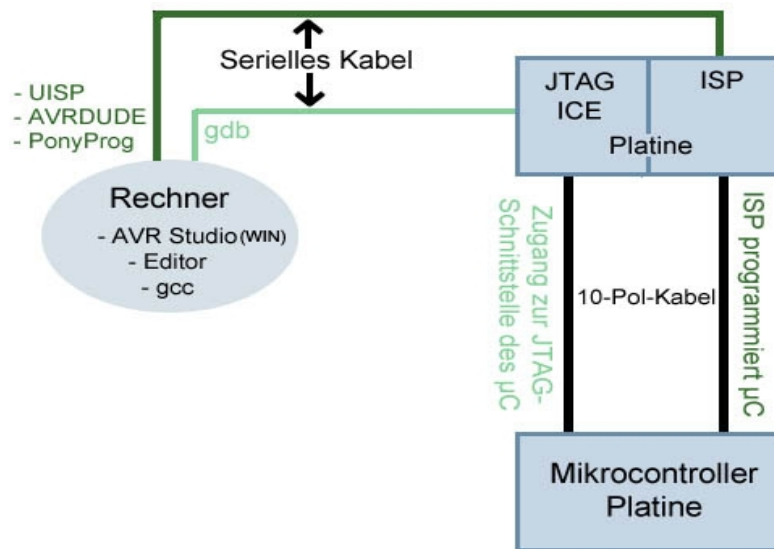 Serielles Kabel
- UISP
- AVRDUDE
- PonyProg
gdb
JTAG
ICE
ISP
Platine
Rechner
- AVR Studio(WIN)
- Editor
- gcc
Zugang zur JTAG-
Schnittstelle des µC
10-Pol-Kabel
ISP programmiert µC
Mikrocontroller
Platine